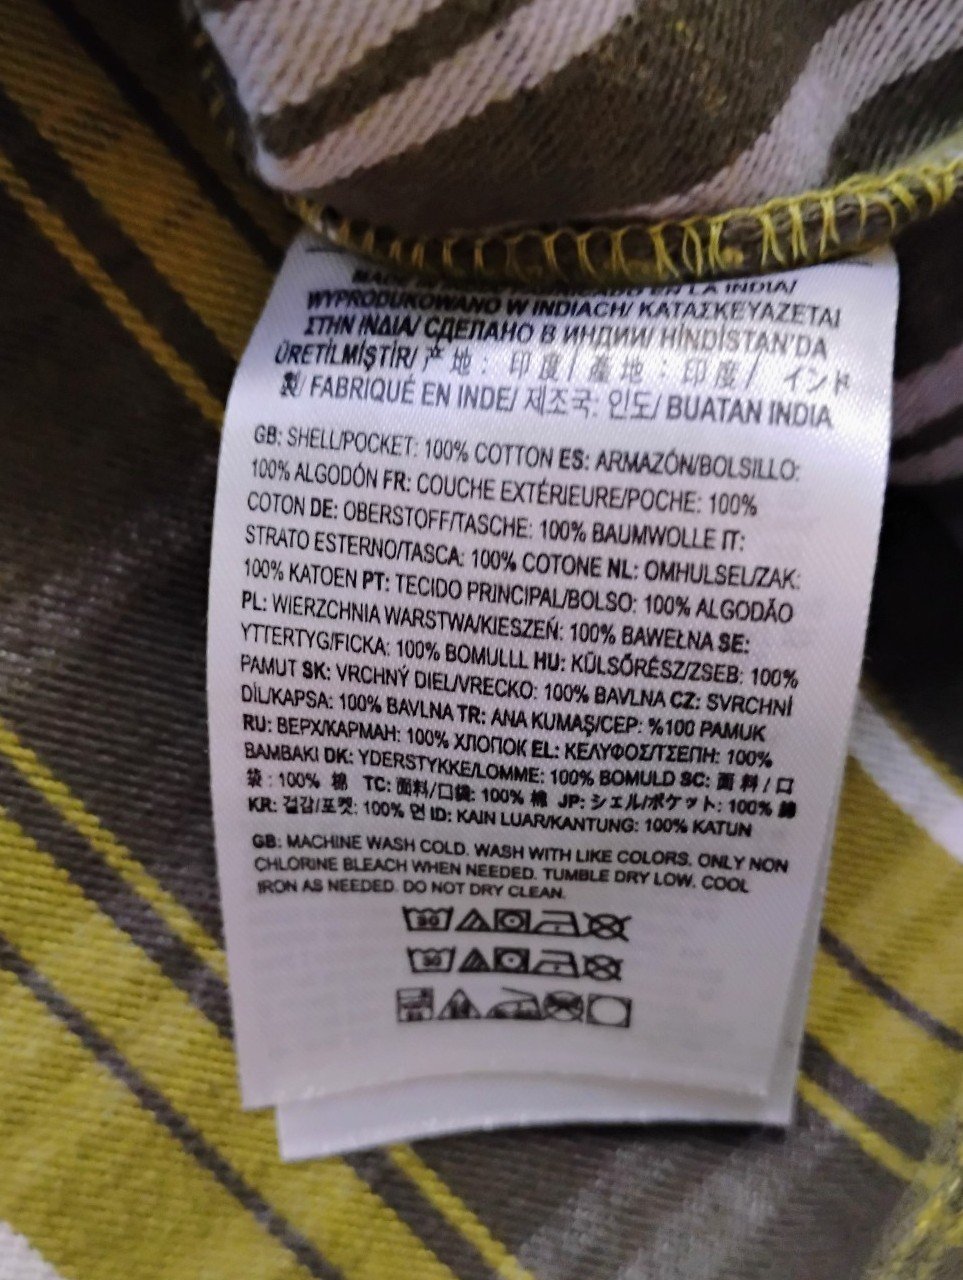 EN LA INDIA/
WYPRODUKOWANO W INDIACH/ ΚΑΤΑΣΚΕΥΑΖΕΤΑΙ
ΣΤΗΝ ΙΝΔΙΑ/ СДЕЛАНО В ИНДИИ/ HİNDİSTAN'DA
ÜRETİLMİŞTİR/ 产 地 : 印 度 / 產 地 : 印 度 / インド
製/ FABRIQUÉ EN INDE/ 제조국: 인도/ BUATAN INDIA
GB: SHELL/POCKET: 100% COTTON ES: ARMAZÓN/BOLSILLO:
100% ALGODÓN FR: COUCHE EXTÉRIEURE/POCHE: 100%
COTON DE: OBERSTOFF/TASCHE: 100% BAUMWOLLE IT:
STRATO ESTERNO/TASCA: 100% COTONE NL: OMHULSEL/ZAK:
100% KATOEN PT: TECIDO PRINCIPAL/BOLSO: 100% ALGODÃO
PL: WIERZCHNIA WARSTWA/KIESZEŃ: 100% BAWEŁNA SE:
YTTERTYG/FICKA: 100% BOMULLL HU: KÜLSŐRÉSZ/ZSEB: 100%
PAMUT SK: VRCHNÝ DIEL/VRECKO: 100% BAVLNA CZ: SVRCHNÍ
DÍL/KAPSA: 100% BAVLNA TR: ANA KUMAŞ/CEP: %100 PAMUK
RU: ВЕРХ/КАРМАН: 100% ХЛОПОК EL: ΚΕΛΥΦΟΣ/ΤΣΕΠΗ: 100%
ΒΑΜΒΑΚΙ DK: YDERSTYKKE/LOMME: 100% BOMULD SC: 面 料 / 口
袋 : 100% 棉 TC: 面料/口袋: 100% 棉 JP: シェル/ポケット: 100% 綿
KR: 겉감/포켓: 100% 면 ID: KAIN LUAR/KANTUNG: 100% KATUN
GB: MACHINE WASH COLD. WASH WITH LIKE COLORS. ONLY NON
CHLORINE BLEACH WHEN NEEDED. TUMBLE DRY LOW. COOL
IRON AS NEEDED. DO NOT DRY CLEAN.
30
30